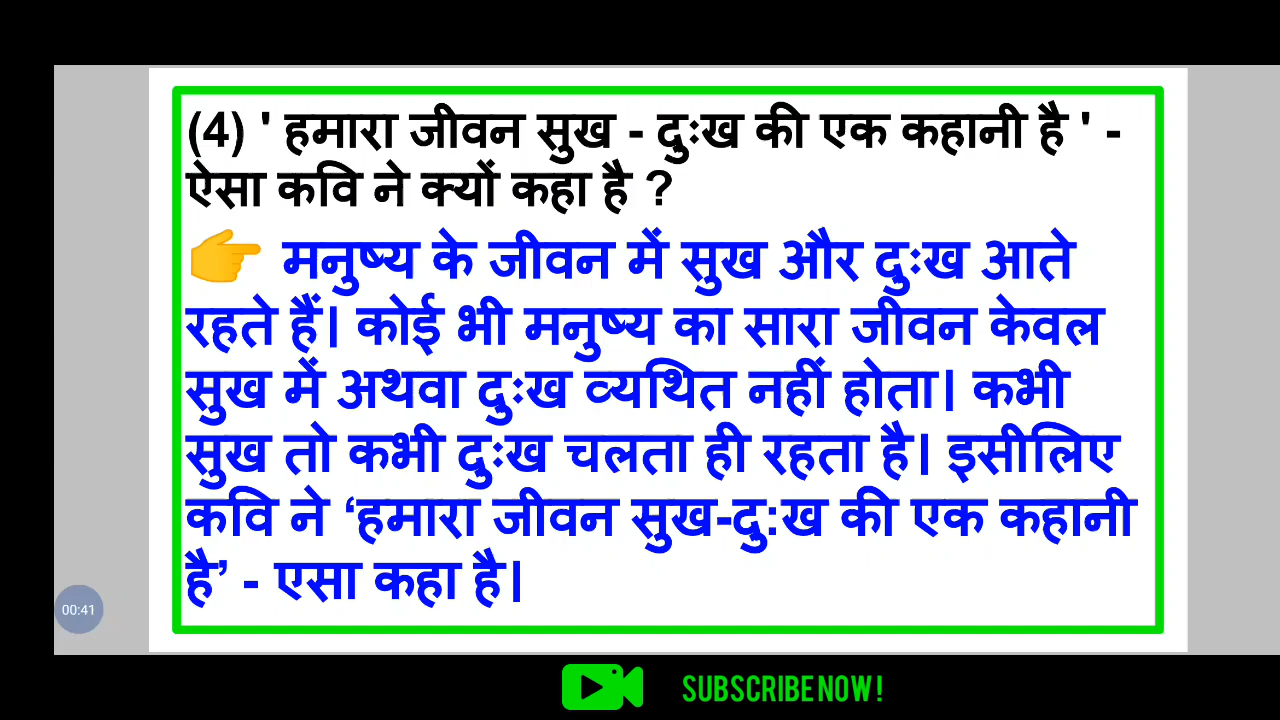 (4) ' हमारा जीवन सुख - दुःख की एक कहानी है ' -
ऐसा कवि ने क्यों कहा है ?
मनुष्य के जीवन में सुख और दुःख आते
रहते हैं। कोई भी मनुष्य का सारा जीवन केवल
सुख में अथवा दुःख व्यथित नहीं होता। कभी
सुख तो कभी दुःख चलता ही रहता है। इसीलिए
कवि ने ‘हमारा जीवन सुख-दु:ख की एक कहानी
है’ - एसा कहा है।
00:41
SUBSCRIBE NOW !